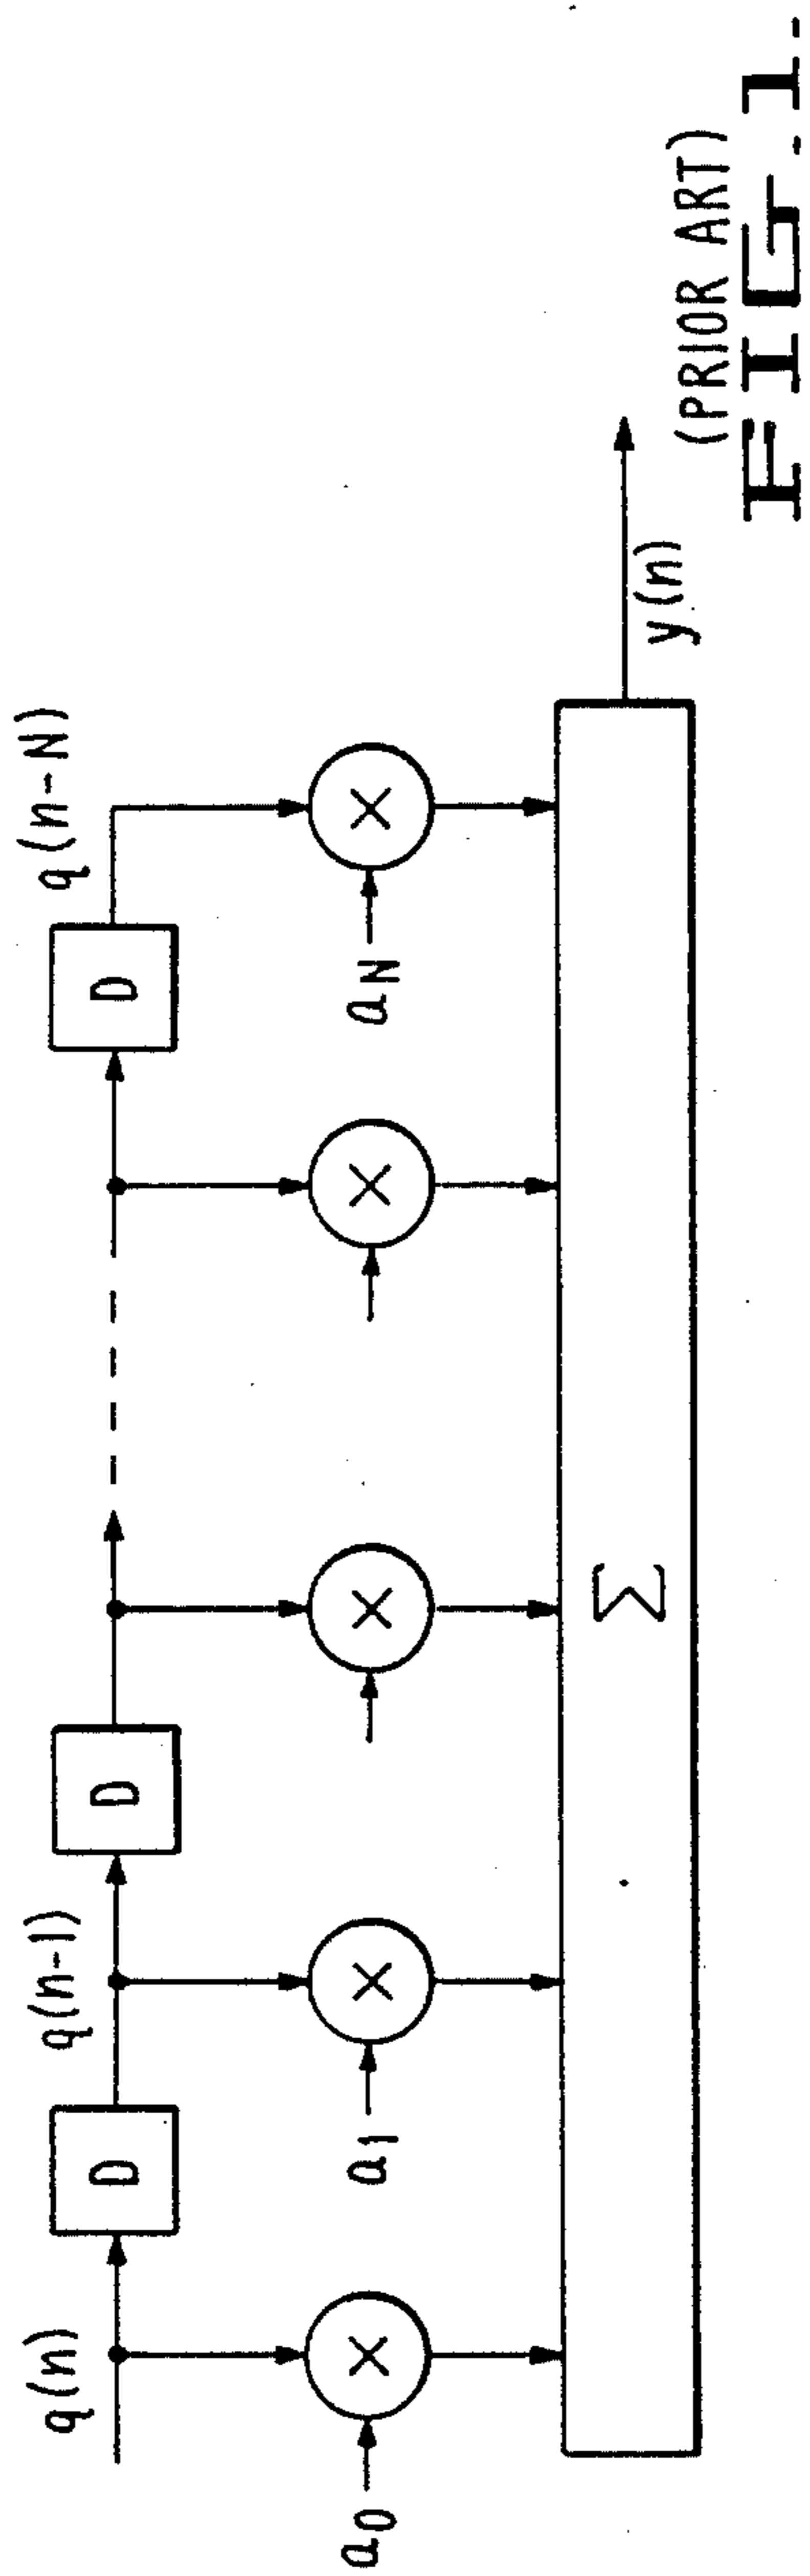 q(n)
q(n-1)
q(n-N)
D
D
D
a0
a1
aN
×
×
×
×
×
Σ
y(n)
(PRIOR ART)
FIG. 1.